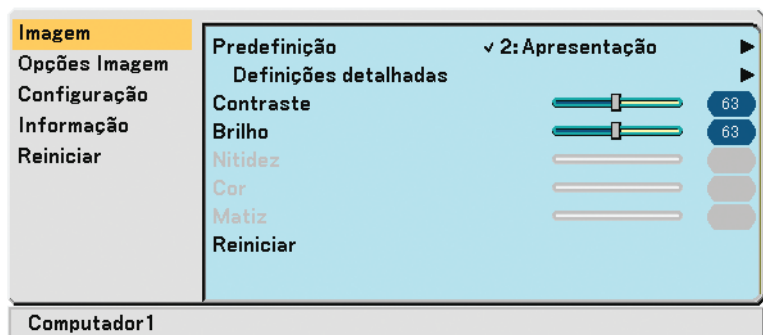 Imagem
Opções Imagem
Configuração
Informação
Reiniciar
Predefinição ✓ 2: Apresentação ▶
Definições detalhadas ▶
Contraste 63
Brilho 63
Nitidez
Cor
Matiz
Reiniciar
Computador1